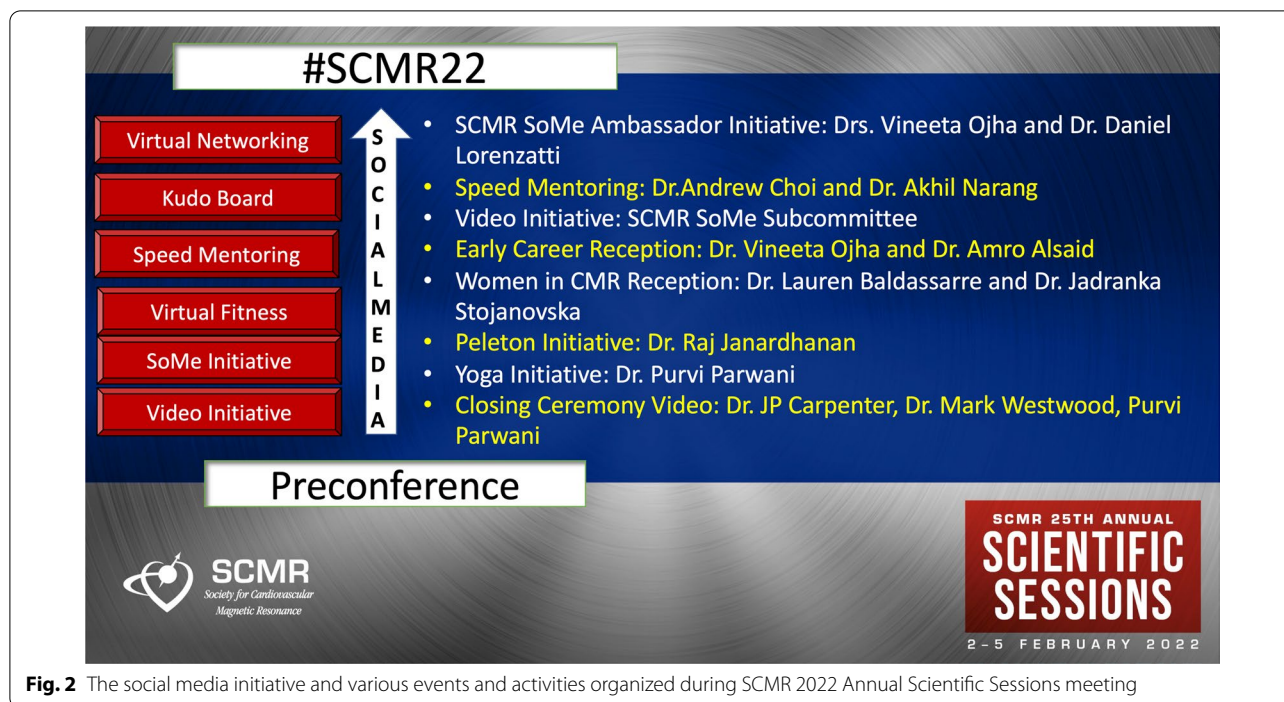 #SCMR22
Virtual Networking
Kudo Board
Speed Mentoring
Virtual Fitness
SoMe Initiative
Video Initiative
SOCIALMEDIA
• SCMR SoMe Ambassador Initiative: Drs. Vineeta Ojha and Dr. Daniel
Lorenzatti
• Speed Mentoring: Dr.Andrew Choi and Dr. Akhil Narang
• Video Initiative: SCMR SoMe Subcommittee
• Early Career Reception: Dr. Vineeta Ojha and Dr. Amro Alsaid
• Women in CMR Reception: Dr. Lauren Baldassarre and Dr. Jadranka
Stojanovska
• Peleton Initiative: Dr. Raj Janardhanan
• Yoga Initiative: Dr. Purvi Parwani
• Closing Ceremony Video: Dr. JP Carpenter, Dr. Mark Westwood, Purvi
Parwani
Preconference
SCMR
Society for Cardiovascular
Magnetic Resonance
SCMR 25TH ANNUAL
SCIENTIFIC
SESSIONS
2–5 FEBRUARY 2022
Fig. 2 The social media initiative and various events and activities organized during SCMR 2022 Annual Scientific Sessions meeting